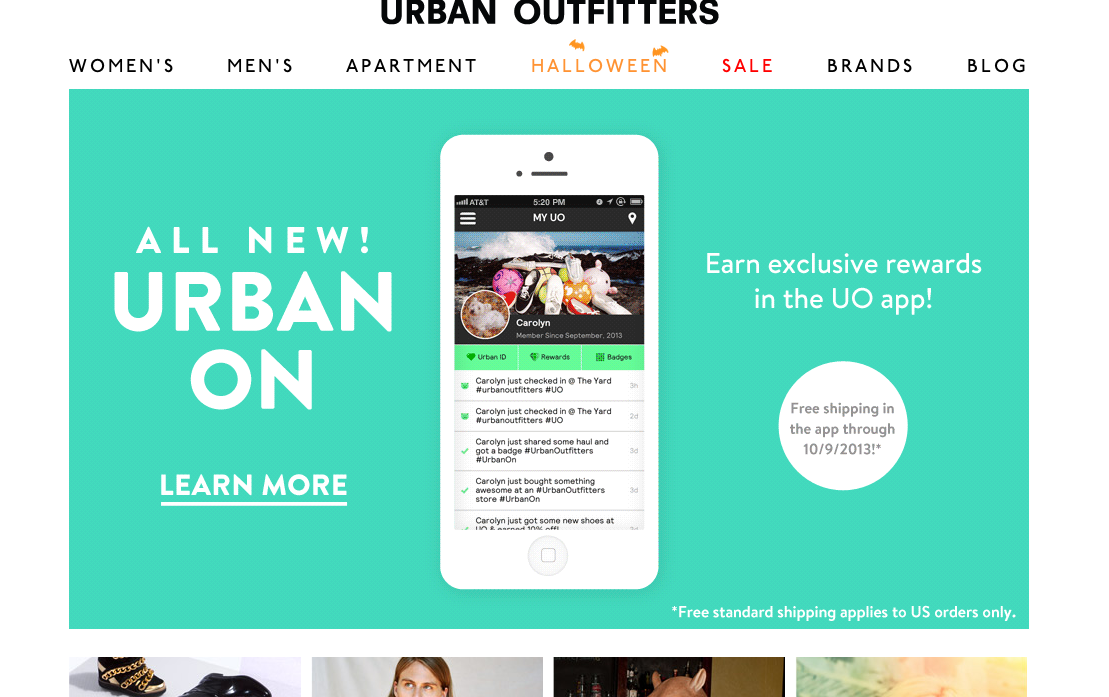 URBAN OUTFITTERS
WOMEN'S MEN'S APARTMENT HALLOWEEN SALE BRANDS BLOG
ALL NEW!
URBAN
ON
LEARN MORE
AT&T 5:20 PM
MY UO
Carolyn
Member Since September, 2013
Urban ID Rewards Badges
Carolyn just checked in @ The Yard 3h
#urbanoutfitters #UO
Carolyn just checked in @ The Yard 2d
#urbanoutfitters #UO
Carolyn just shared some haul and
got a badge #UrbanOutfitters 3d
#UrbanOn
Carolyn just bought something
awesome at an #UrbanOutfitters 3d
store #UrbanOn
Carolyn just got some new shoes at
UO & earned 10% off! 3d
Earn exclusive rewards
in the UO app!
Free shipping in
the app through
10/9/2013!*
*Free standard shipping applies to US orders only.